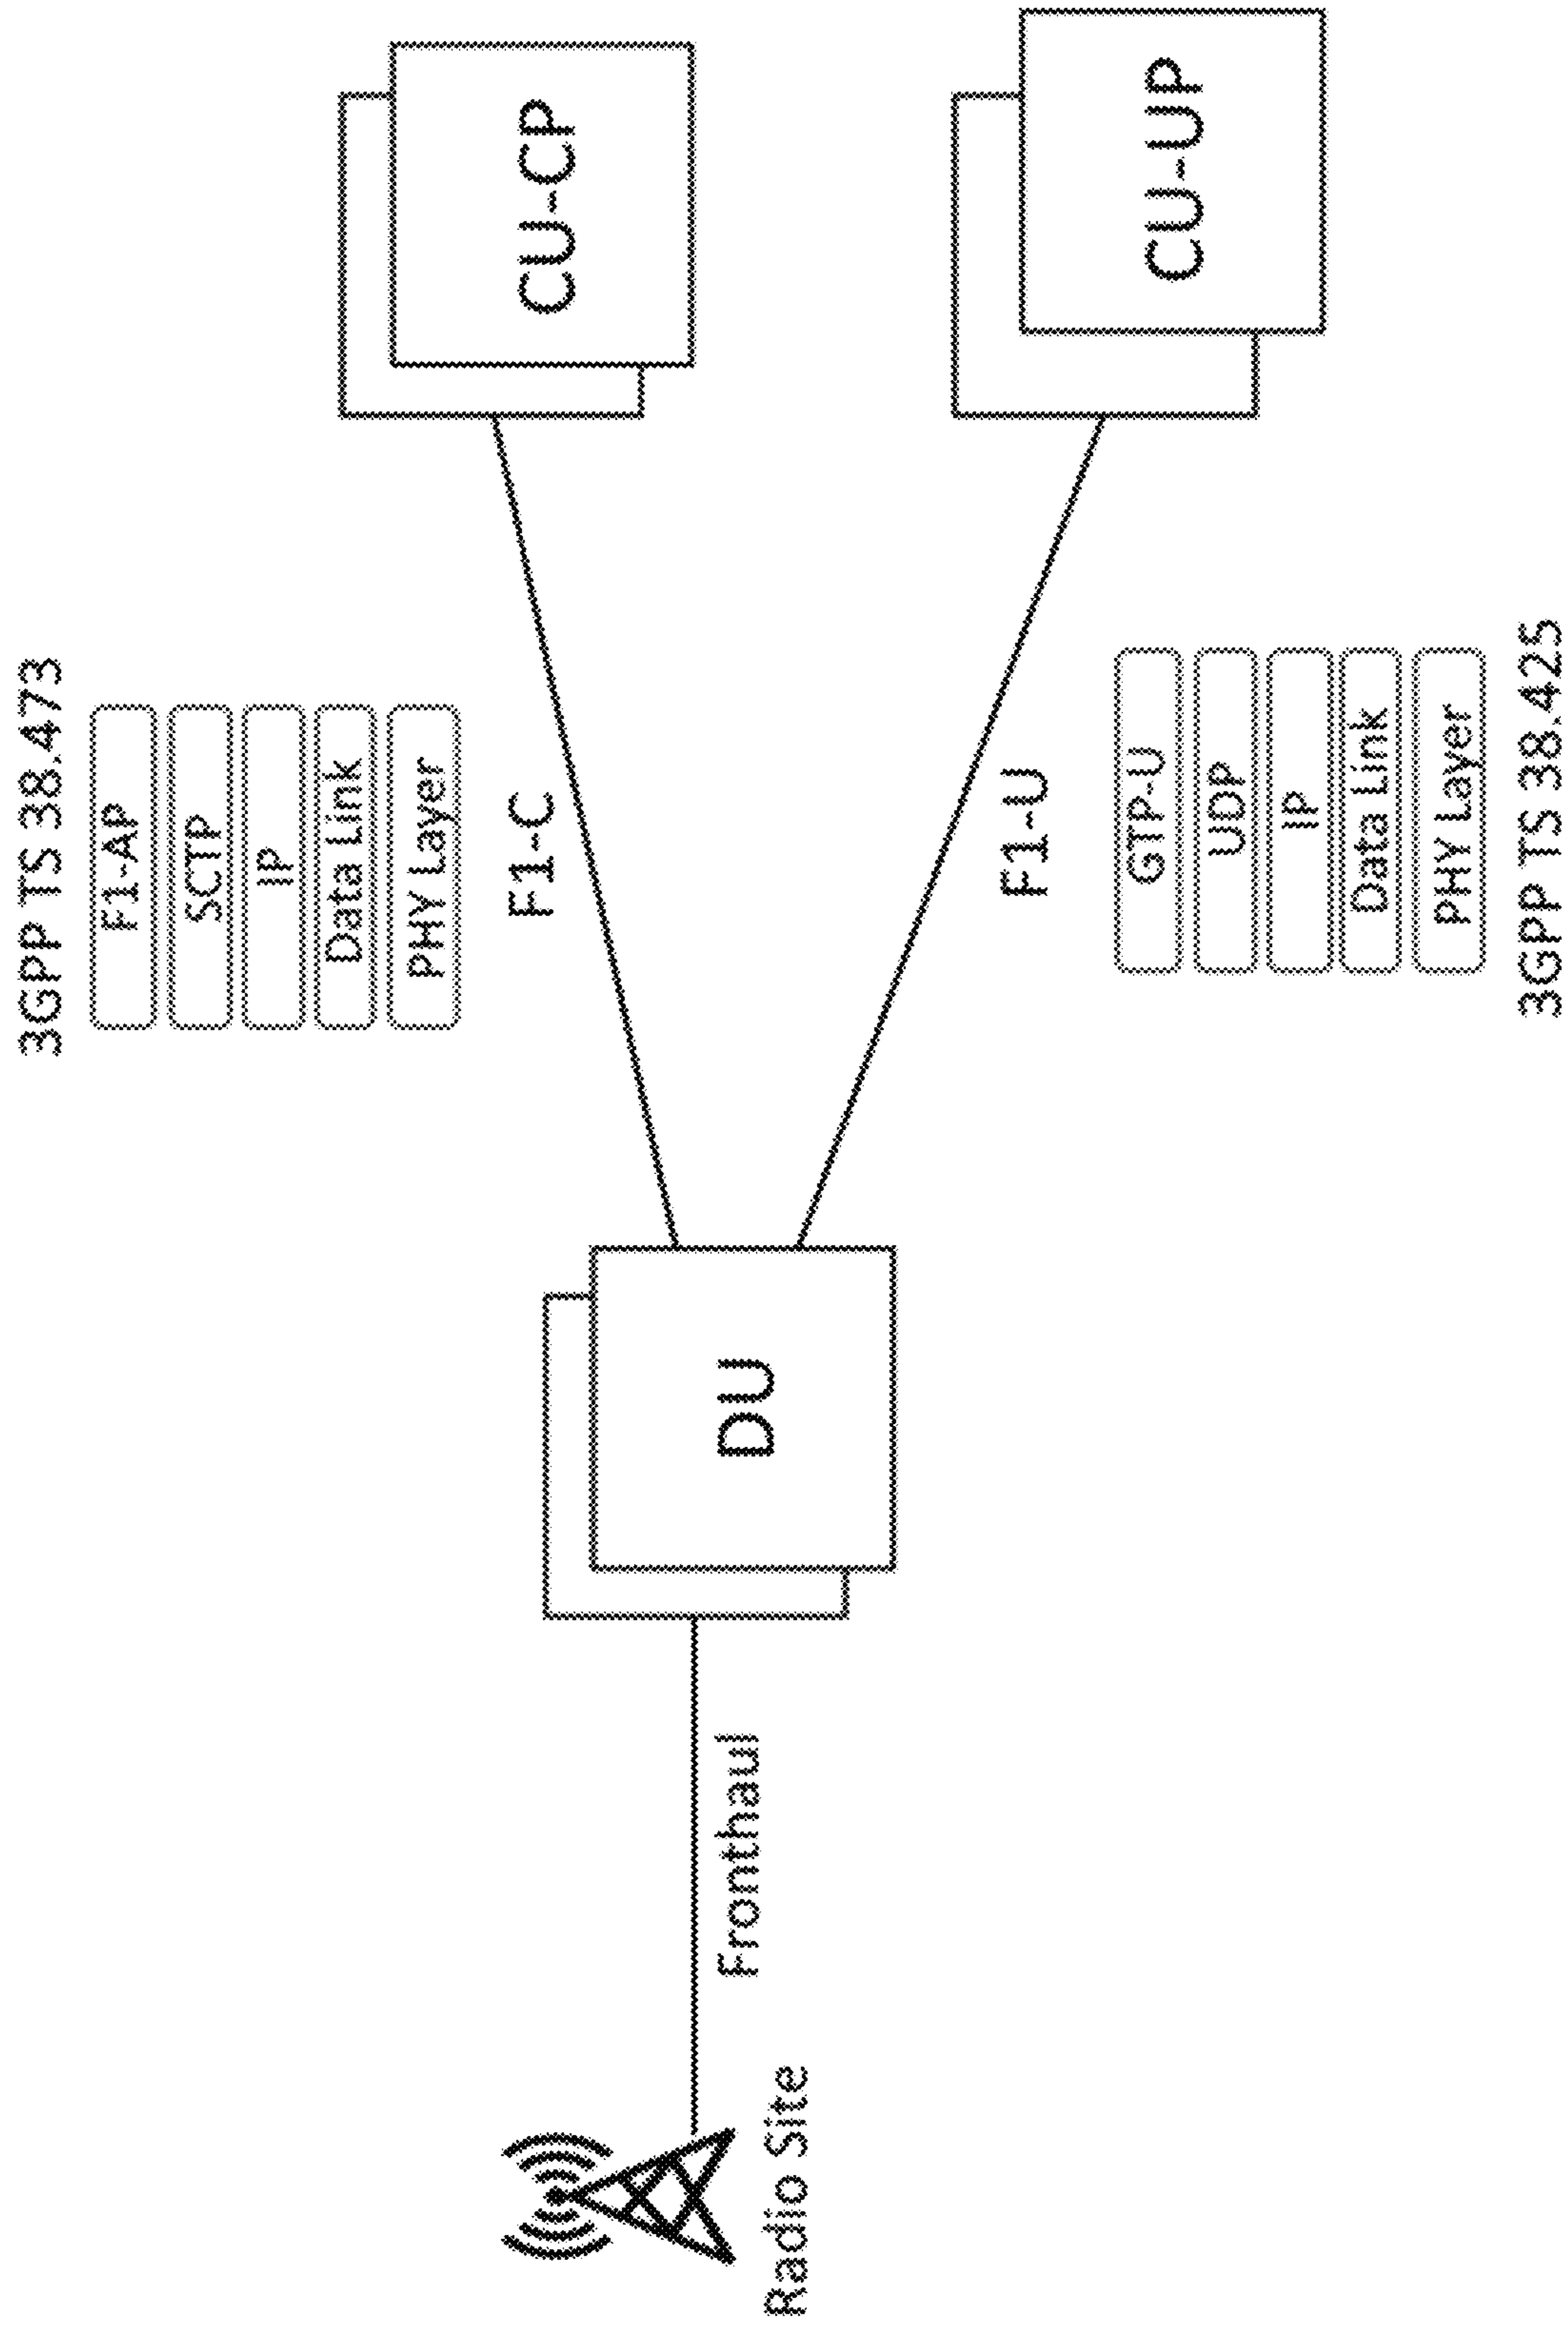 3GPP TS 38.473
F1-AP
SCTP
IP
Data Link
PHY Layer
F1-C
CU-CP
Radio Site
Fronthaul
DU
F1-U
CU-UP
GTP-U
UDP
IP
Data Link
PHY Layer
3GPP TS 38.425